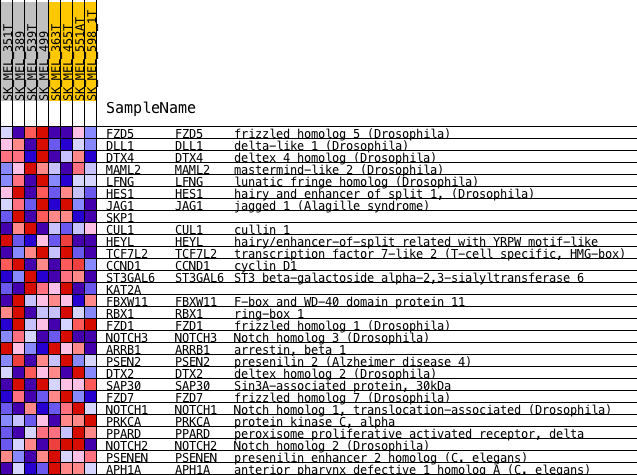 SK_MEL_351T
SK_MEL_389
SK_MEL_539T
SK_MEL_499
SK_MEL_363T
SK_MEL_455T
SK_MEL_551AT
SK_MEL_598_1T
SampleName
FZD5 FZD5 frizzled homolog 5 (Drosophila)
DLL1 DLL1 delta-like 1 (Drosophila)
DTX4 DTX4 deltex 4 homolog (Drosophila)
MAML2 MAML2 mastermind-like 2 (Drosophila)
LFNG LFNG lunatic fringe homolog (Drosophila)
HES1 HES1 hairy and enhancer of split 1, (Drosophila)
JAG1 JAG1 jagged 1 (Alagille syndrome)
SKP1
CUL1 CUL1 cullin 1
HEYL HEYL hairy/enhancer-of-split related with YRPW motif-like
TCF7L2 TCF7L2 transcription factor 7-like 2 (T-cell specific, HMG-box)
CCND1 CCND1 cyclin D1
ST3GAL6 ST3GAL6 ST3 beta-galactoside alpha-2,3-sialyltransferase 6
KAT2A
FBXW11 FBXW11 F-box and WD-40 domain protein 11
RBX1 RBX1 ring-box 1
FZD1 FZD1 frizzled homolog 1 (Drosophila)
NOTCH3 NOTCH3 Notch homolog 3 (Drosophila)
ARRB1 ARRB1 arrestin, beta 1
PSEN2 PSEN2 presenilin 2 (Alzheimer disease 4)
DTX2 DTX2 deltex homolog 2 (Drosophila)
SAP30 SAP30 Sin3A-associated protein, 30kDa
FZD7 FZD7 frizzled homolog 7 (Drosophila)
NOTCH1 NOTCH1 Notch homolog 1, translocation-associated (Drosophila)
PRKCA PRKCA protein kinase C, alpha
PPARD PPARD peroxisome proliferative activated receptor, delta
NOTCH2 NOTCH2 Notch homolog 2 (Drosophila)
PSENEN PSENEN presenilin enhancer 2 homolog (C. elegans)
APH1A APH1A anterior pharynx defective 1 homolog A (C. elegans)